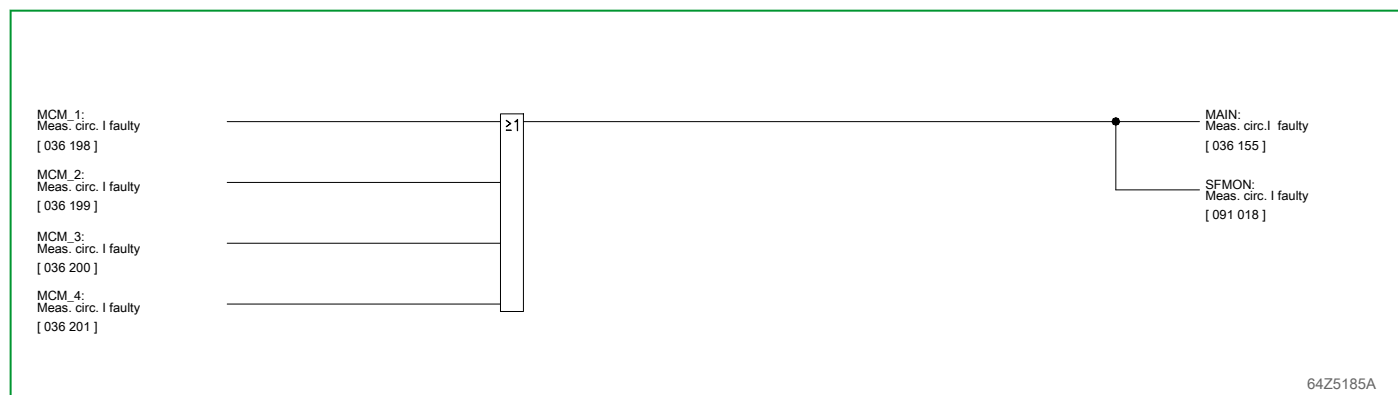 MCM_1:
Meas. circ. I faulty
[ 036 198 ]
MCM_2:
Meas. circ. I faulty
[ 036 199 ]
MCM_3:
Meas. circ. I faulty
[ 036 200 ]
MCM_4:
Meas. circ. I faulty
[ 036 201 ]
≥1
MAIN:
Meas. circ.I  faulty
[ 036 155 ]
SFMON:
Meas. circ. I faulty
[ 091 018 ]
64Z5185A